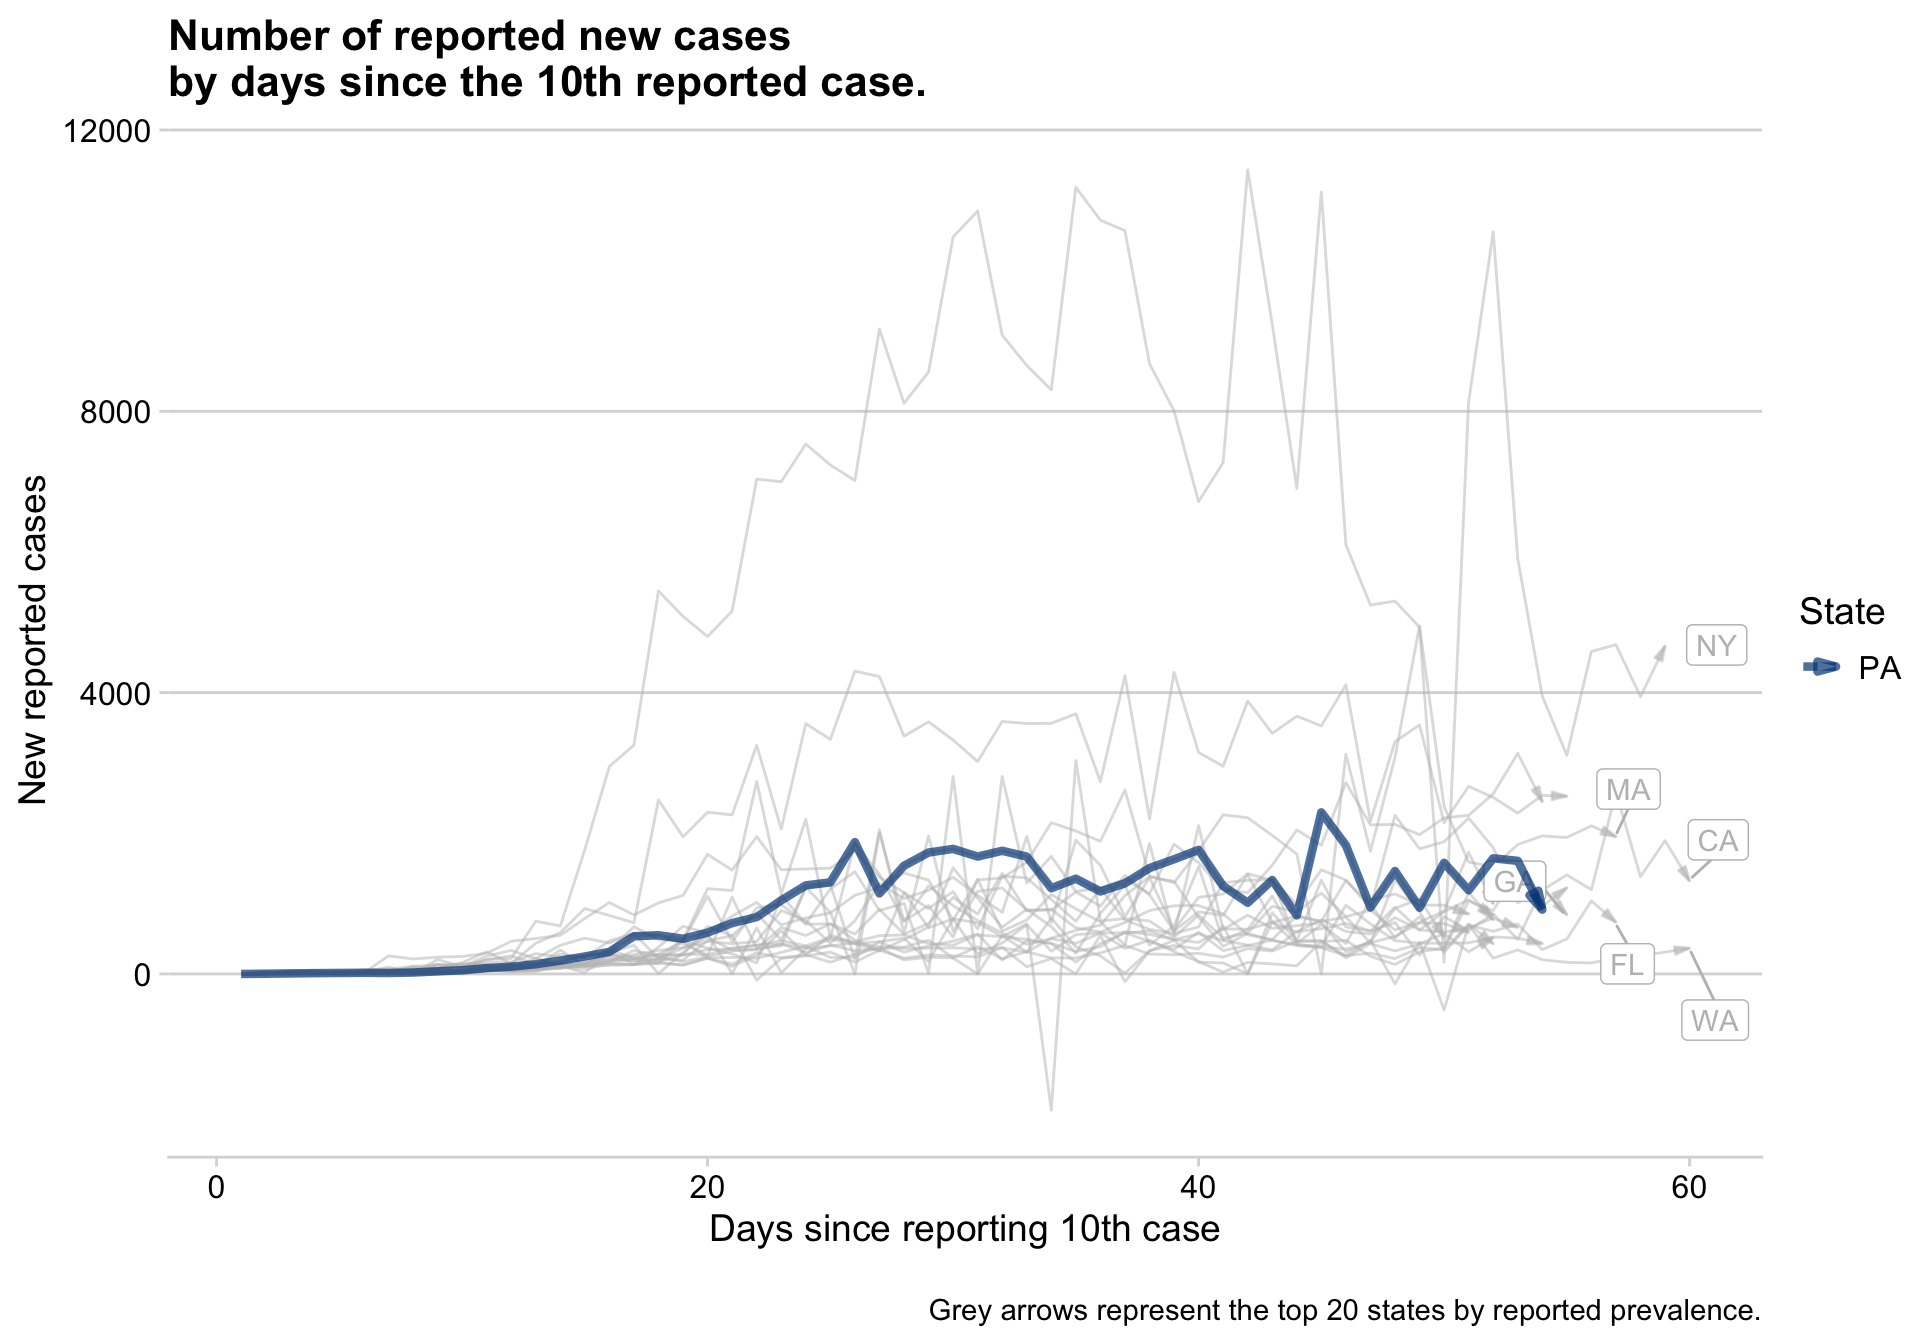 Number of reported new cases
by days since the 10th reported case.
12000
8000
4000
0
New reported cases
NY
MA
CA
GA
FL
WA
State
PA
0
20
40
60
Days since reporting 10th case
Grey arrows represent the top 20 states by reported prevalence.